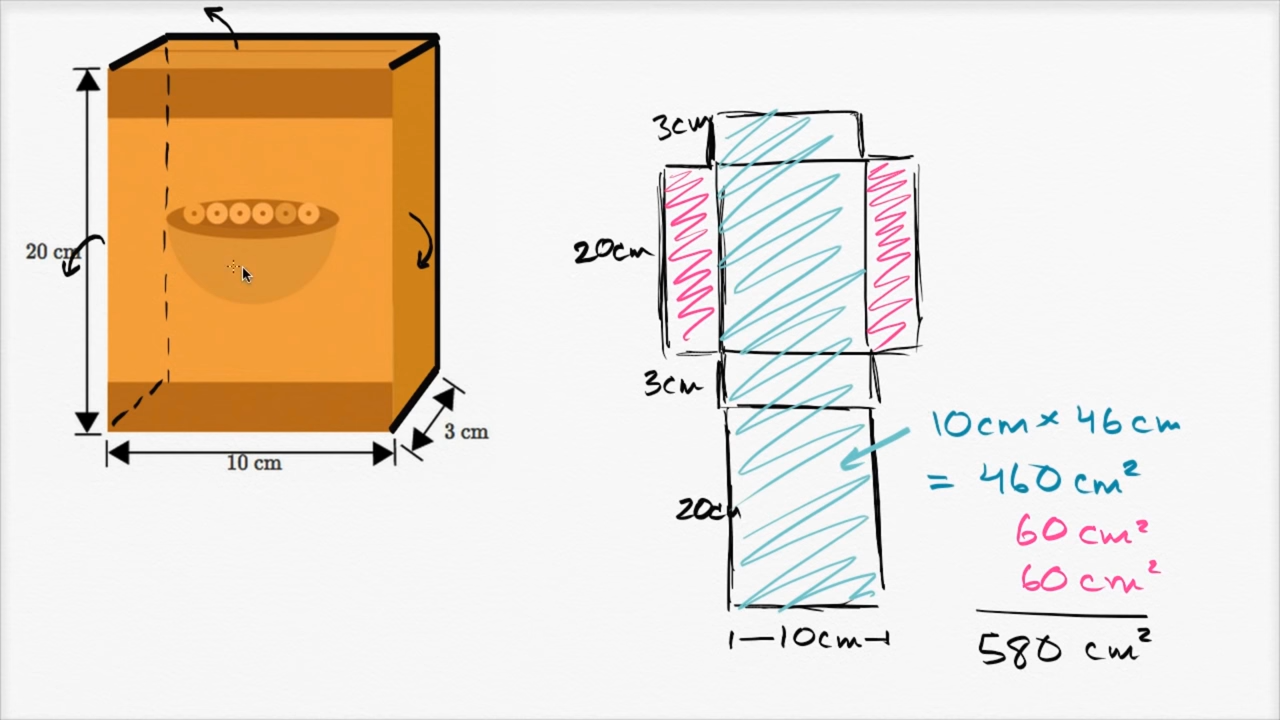 20 cm
10 cm
3 cm
3cm
20cm
3cm
20cm
10cm
10cm × 46cm
= 460 cm²
60 cm²
60 cm²
580 cm²